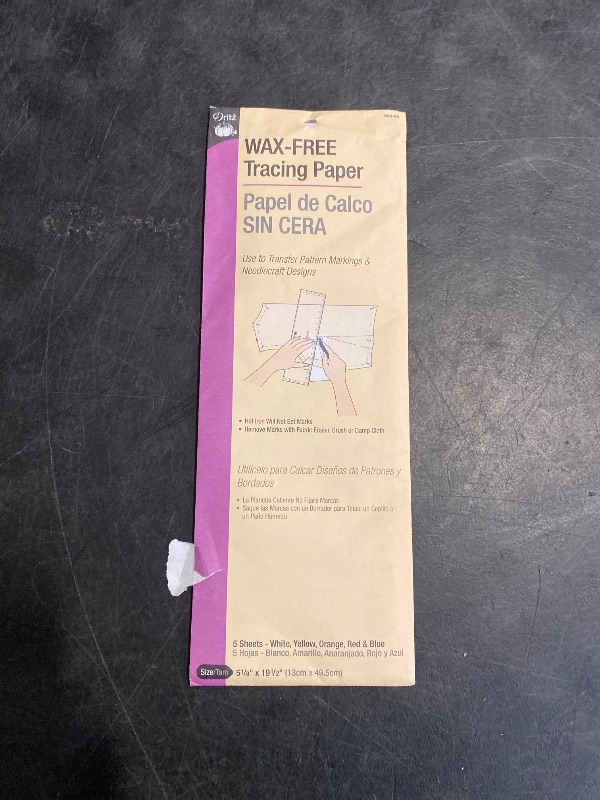 Dritz
WAX-FREE
Tracing Paper
Papel de Calco
SIN CERA
Use to Transfer Pattern Markings &
Needlecraft Designs
• Hot Iron Will Not Set Marks
• Remove Marks with Fabric Eraser, Brush or Damp Cloth
Utilícelo para Calcar Diseños de Patrones y
Bordados
• La Plancha Caliente No Fijará Marcas
• Saque las Marcas con un Borrador para Telas, un Cepillo o
un Paño Húmedo
5 Sheets - White, Yellow, Orange, Red & Blue
5 Hojas - Blanco, Amarillo, Anaranjado, Rojo y Azul
Size/Tam 5 1/8" x 19 1/2" (13cm x 49.5cm)